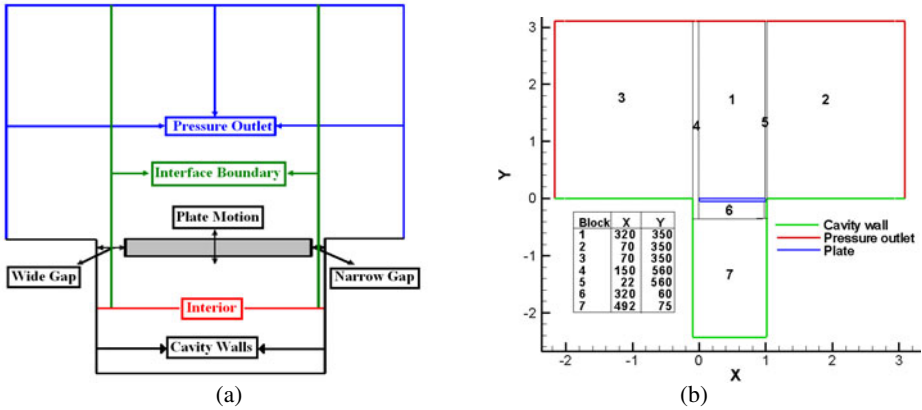 Pressure Outlet
Interface Boundary
Plate Motion
Wide Gap
Narrow Gap
Interior
Cavity Walls
(a)
Y
3
2
1
0
-1
-2
3
1
2
4
5
6
7
Block X Y
1 320 350
2 70 350
3 70 350
4 150 560
5 22 560
6 320 60
7 492 75
Cavity wall
Pressure outlet
Plate
-2 -1 0 1 2 3
X
(b)